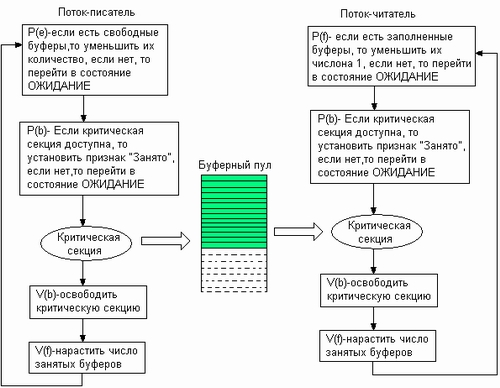 Поток-писатель
P(e)-если есть свободные
буферы,то уменьшить их
количество, если нет, то
перейти в состояние
ОЖИДАНИЕ
P(b)- Если критическая
секция доступна, то
установить признак "Занято",
если нет,то перейти в
состояние ОЖИДАНИЕ
Критическая
секция
V(b)-освободить
критическую секцию
V(f)-нарастить число
занятых буферов
Буферный пул
Поток-читатель
P(f)- если есть заполненные
буферы, то уменьшить их
числона 1, если нет, то перейти
в состояние ОЖИДАНИЕ
P(b)- Если критическая
секция доступна, то
установить признак "Занято",
если нет,то перейти в
состояние ОЖИДАНИЕ
Критическая
секция
V(b)-освободить
критическую секцию
V(f)-нарастить число
занятых буферов